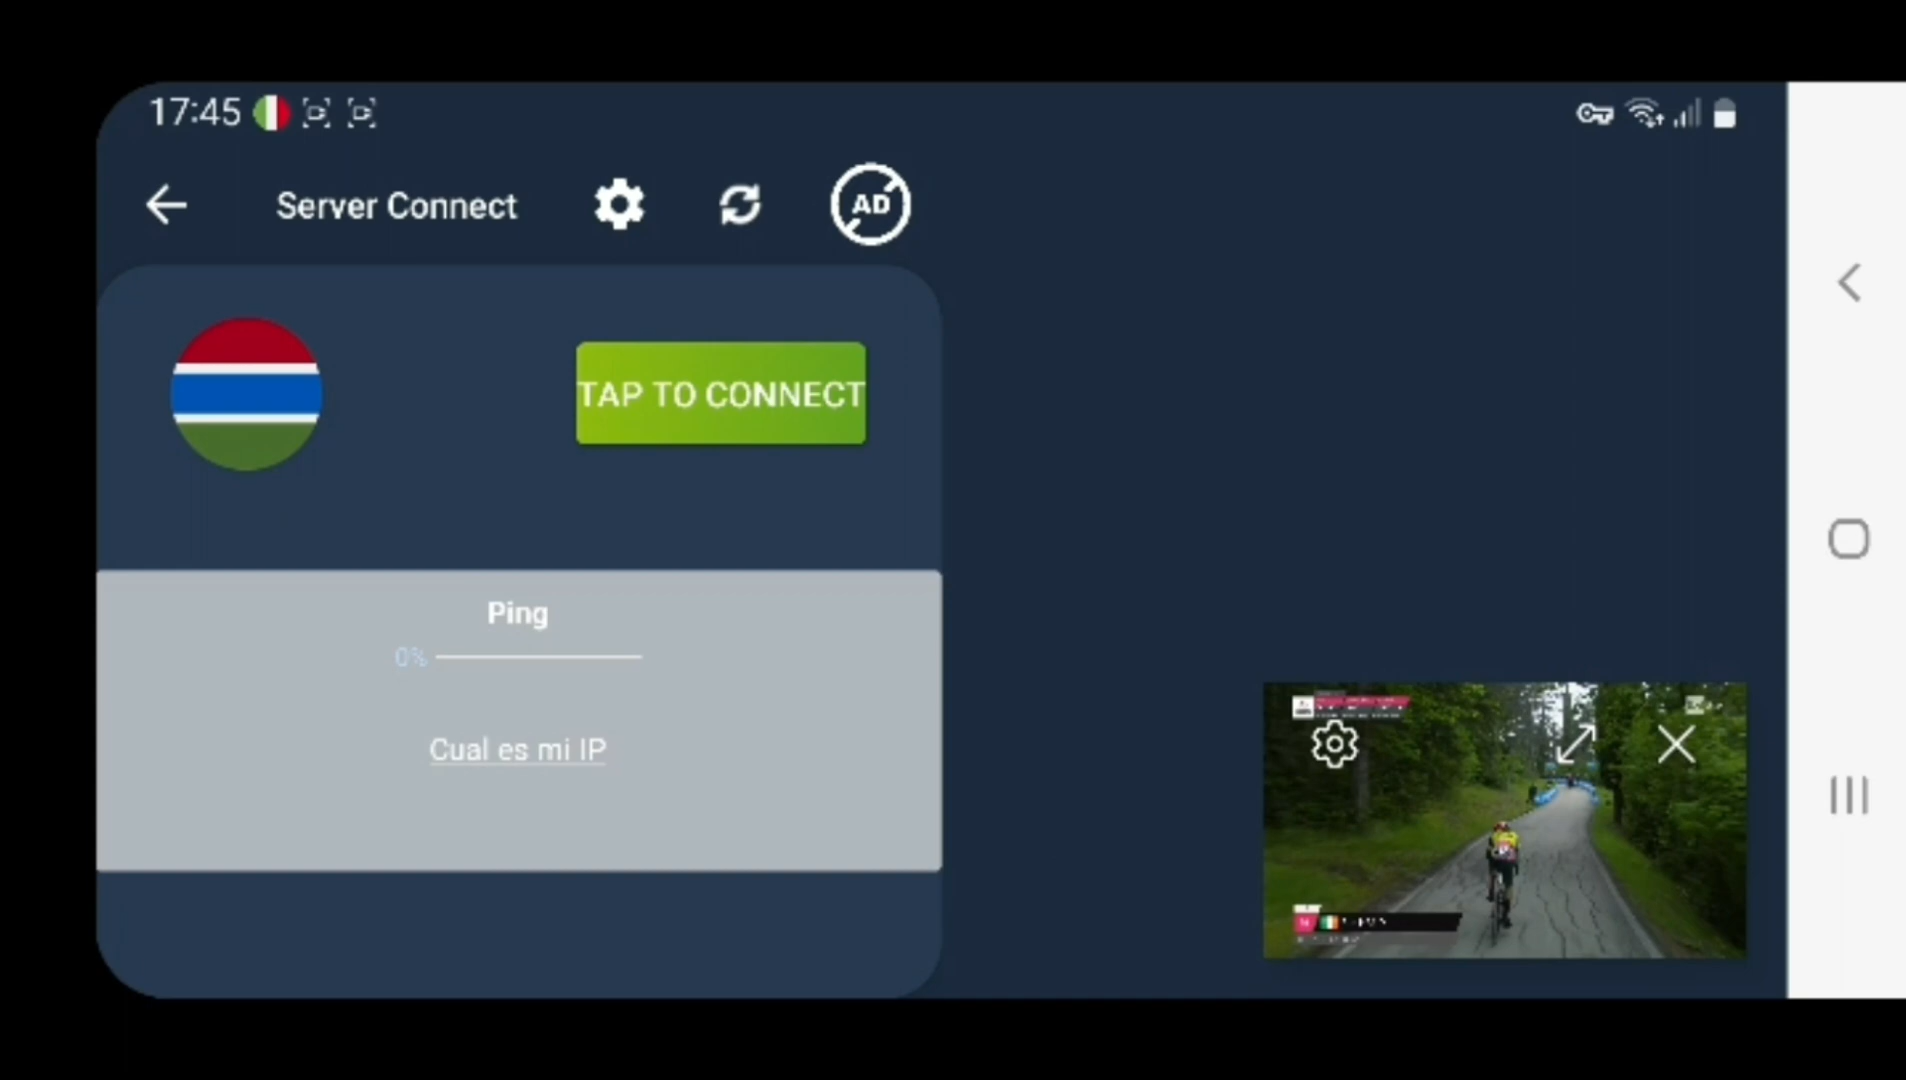 17:45
Server Connect
AD
TAP TO CONNECT
Ping
0%
Cual es mi IP